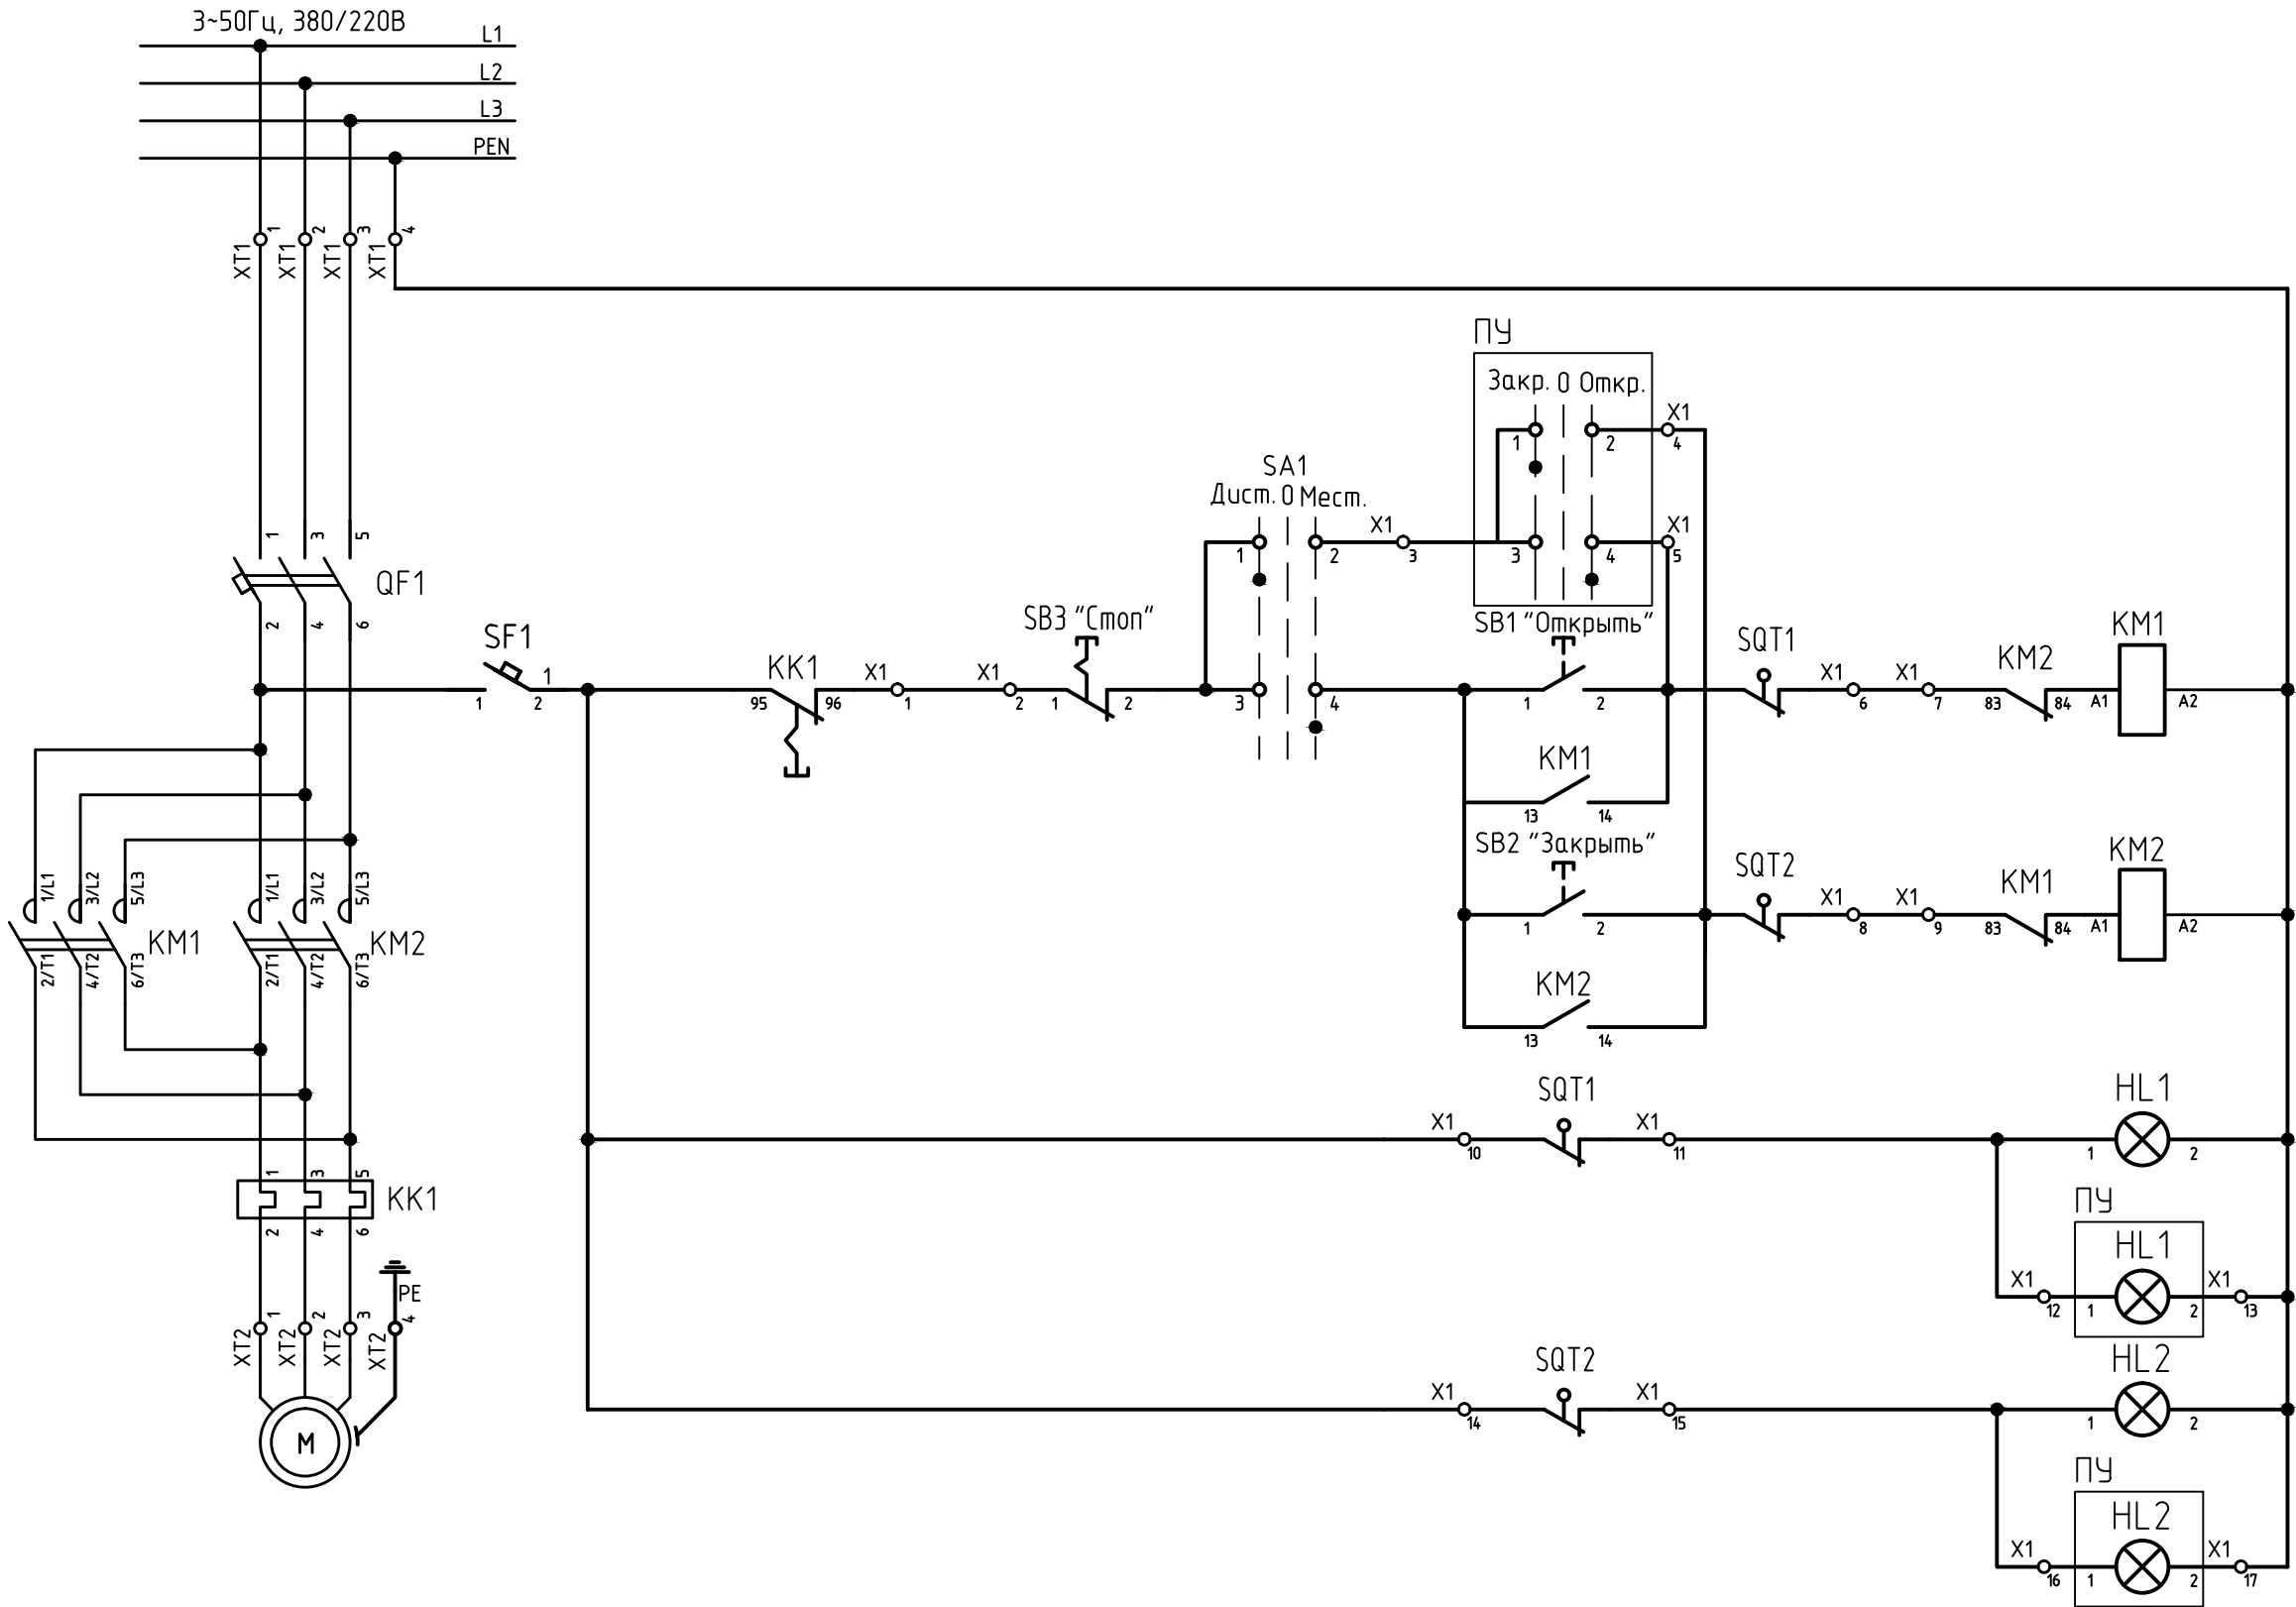 3~50Гц, 380/220В
L1
L2
L3
PEN
1 2 3 4
XT1 XT1 XT1 XT1
ПУ
Закр. 0 Откр.
X1
1 2 4
SA1
Дист. 0 Мест.
X1 X1
1 2 3 3 4 5
1 3 5
QF1
2 4 6
SF1
1
1 2
KK1
95 96
X1 X1
1 2
SB3 "Стоп"
1 2
3 4
SB1 "Открыть"
1 2
SQT1
X1 X1
6 7
KM2
83 84
KM1
A1 A2
KM1
13 14
SB2 "Закрыть"
1 2
SQT2
X1 X1
8 9
KM1
83 84
KM2
A1 A2
KM2
13 14
1/L1 3/L2 5/L3 1/L1 3/L2 5/L3
KM1 KM2
2/T1 4/T2 6/T3 2/T1 4/T2 6/T3
SQT1
X1 X1
10 11
HL1
1 2
1 3 5
KK1
2 4 6
ПУ
HL1
X1 X1
12 1 2 13
PE
1 2 3 4
XT2 XT2 XT2 XT2
M
SQT2
X1 X1
14 15
HL2
1 2
ПУ
HL2
X1 X1
16 1 2 17